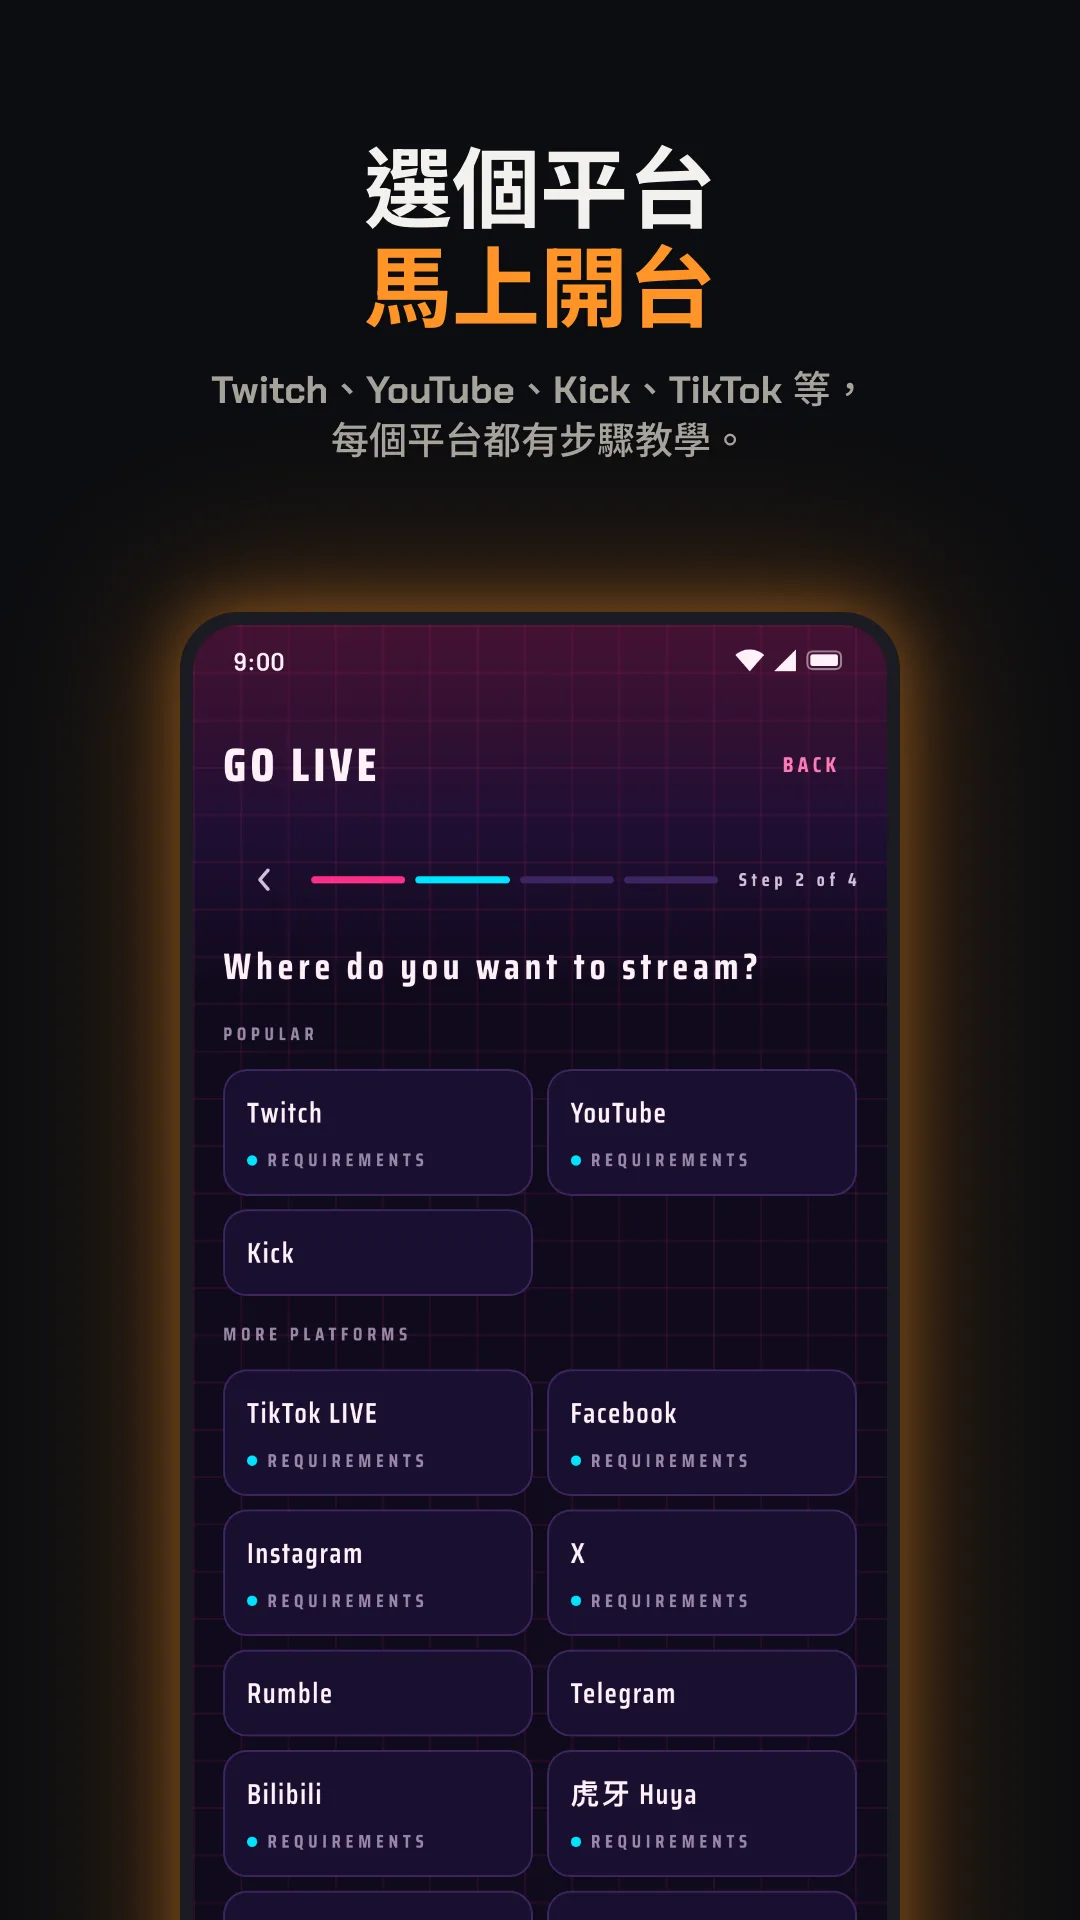 選個平台
馬上開台
Twitch、YouTube、Kick、TikTok 等，
每個平台都有步驟教學。
9:00
GO LIVE
BACK
Step 2 of 4
Where do you want to stream?
POPULAR
Twitch
YouTube
REQUIREMENTS
REQUIREMENTS
Kick
MORE PLATFORMS
TikTok LIVE
Facebook
REQUIREMENTS
REQUIREMENTS
Instagram
X
REQUIREMENTS
REQUIREMENTS
Rumble
Telegram
Bilibili
虎牙 Huya
REQUIREMENTS
REQUIREMENTS